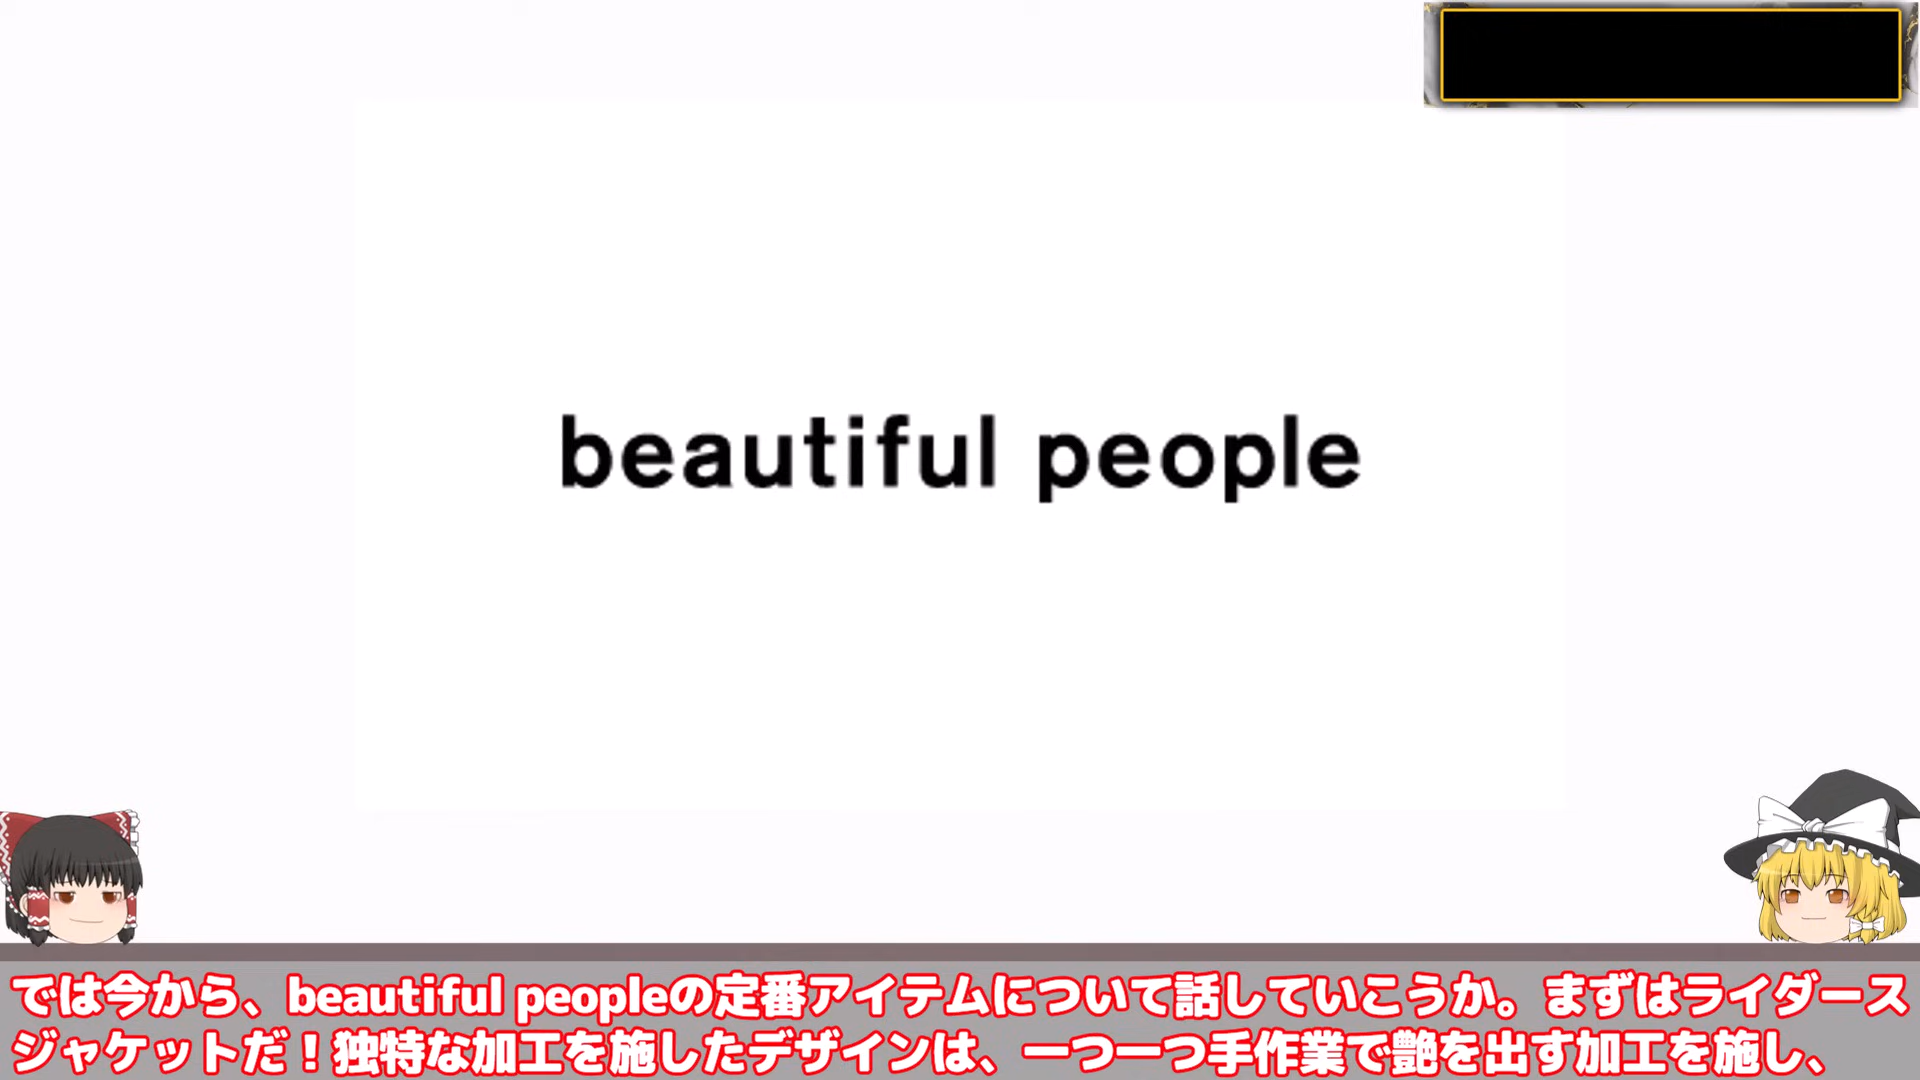 beautiful people
では今から、beautiful peopleの定番アイテムについて話していこうか。まずはライダース
ジャケットだ！独特な加工を施したデザインは、一つ一つ手作業で艶を出す加工を施し、